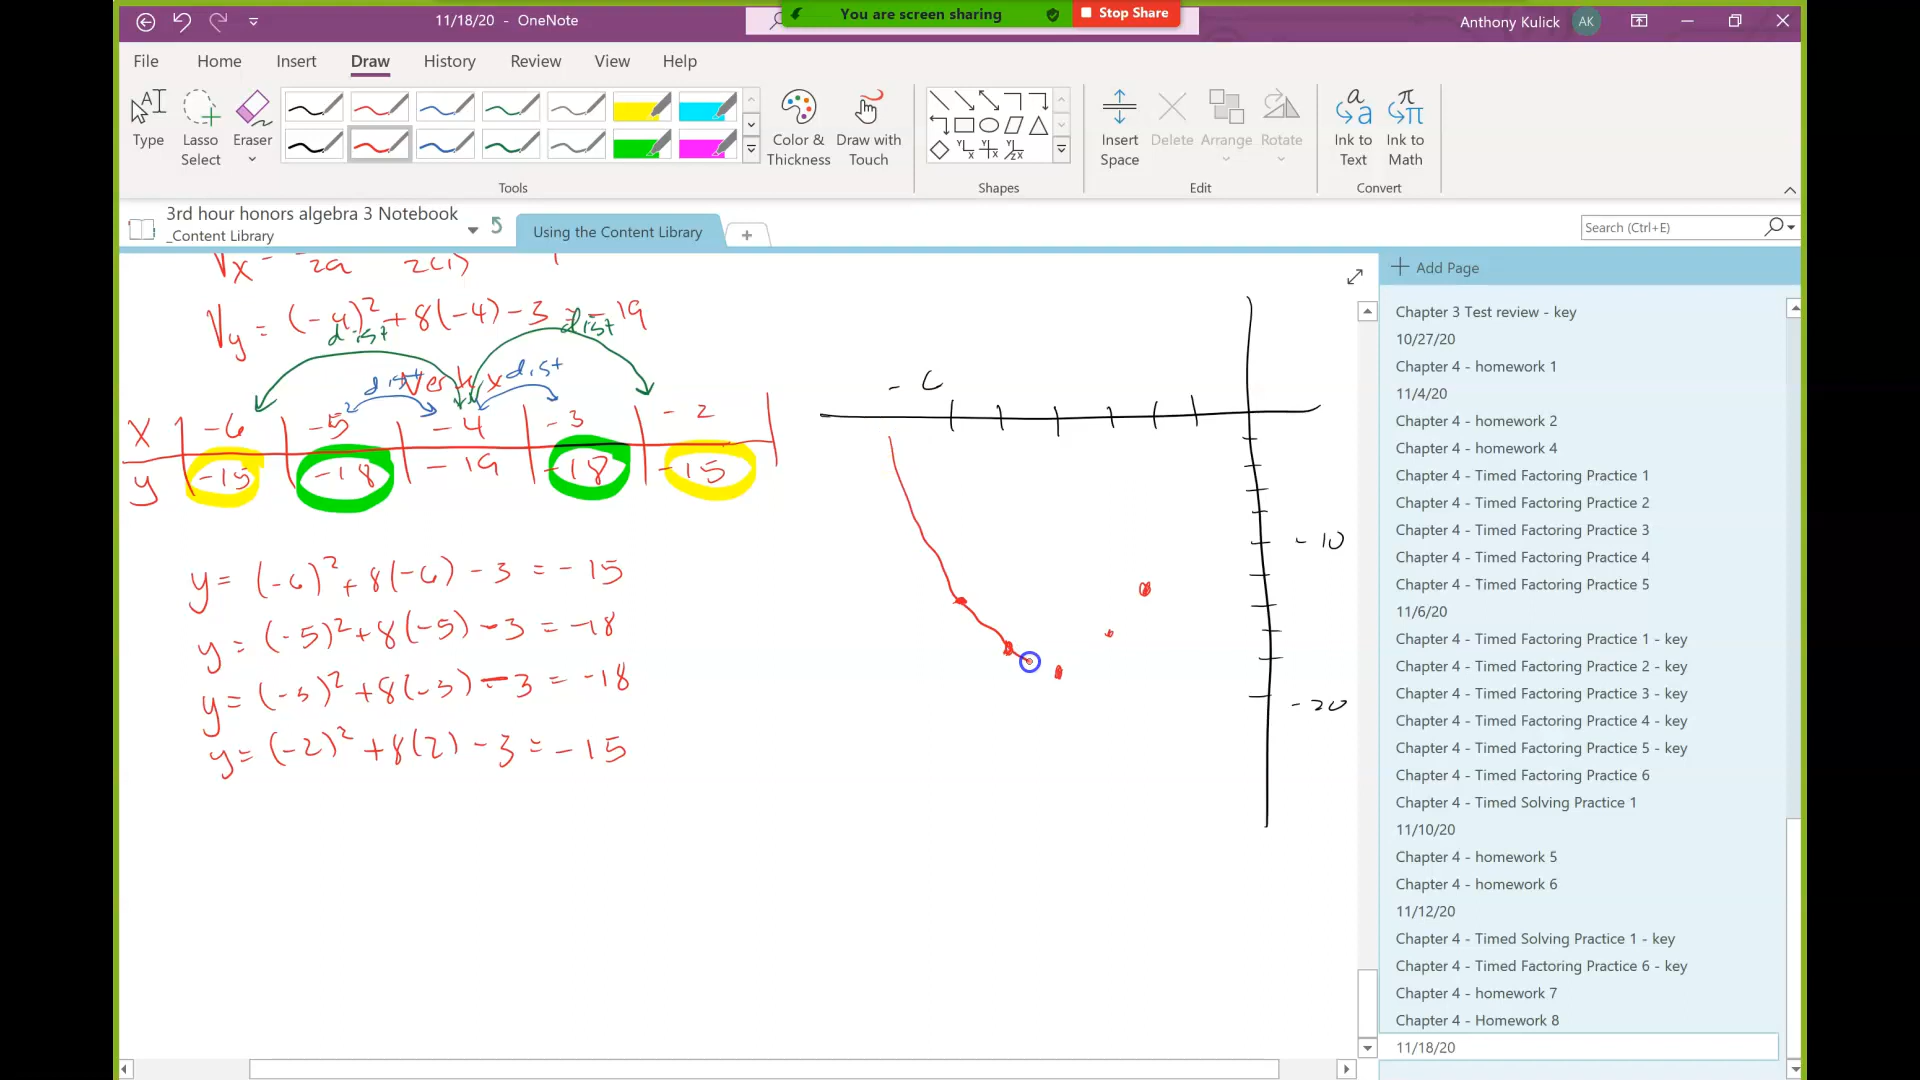 11/18/20 - OneNote
You are screen sharing
Stop Share
Anthony Kulick
AK
File Home Insert Draw History Review View Help
Type
Lasso Select
Eraser
Color & Thickness
Draw with Touch
Insert Space
Delete
Arrange
Rotate
Ink to Text
Ink to Math
Tools
Shapes
Edit
Convert
3rd hour honors algebra 3 Notebook
_Content Library
Using the Content Library
Search (Ctrl+E)
Add Page
Chapter 3 Test review - key
10/27/20
Chapter 4 - homework 1
11/4/20
Chapter 4 - homework 2
Chapter 4 - homework 4
Chapter 4 - Timed Factoring Practice 1
Chapter 4 - Timed Factoring Practice 2
Chapter 4 - Timed Factoring Practice 3
Chapter 4 - Timed Factoring Practice 4
Chapter 4 - Timed Factoring Practice 5
11/6/20
Chapter 4 - Timed Factoring Practice 1 - key
Chapter 4 - Timed Factoring Practice 2 - key
Chapter 4 - Timed Factoring Practice 3 - key
Chapter 4 - Timed Factoring Practice 4 - key
Chapter 4 - Timed Factoring Practice 5 - key
Chapter 4 - Timed Factoring Practice 6
Chapter 4 - Timed Solving Practice 1
11/10/20
Chapter 4 - homework 5
Chapter 4 - homework 6
11/12/20
Chapter 4 - Timed Solving Practice 1 - key
Chapter 4 - Timed Factoring Practice 6 - key
Chapter 4 - homework 7
Chapter 4 - Homework 8
11/18/20
Vx = 2a 2(1)
Vy = (-4)² + 8(-4) - 3 = -19
dist dist
dist Vertex dist
x -6 -5 -4 -3 -2
y -15 -18 -19 -18 -15
y = (-6)² + 8(-6) - 3 = -15
y = (-5)² + 8(-5) - 3 = -18
y = (-3)² + 8(-3) - 3 = -18
y = (-2)² + 8(2) - 3 = -15
-6
-10
-20